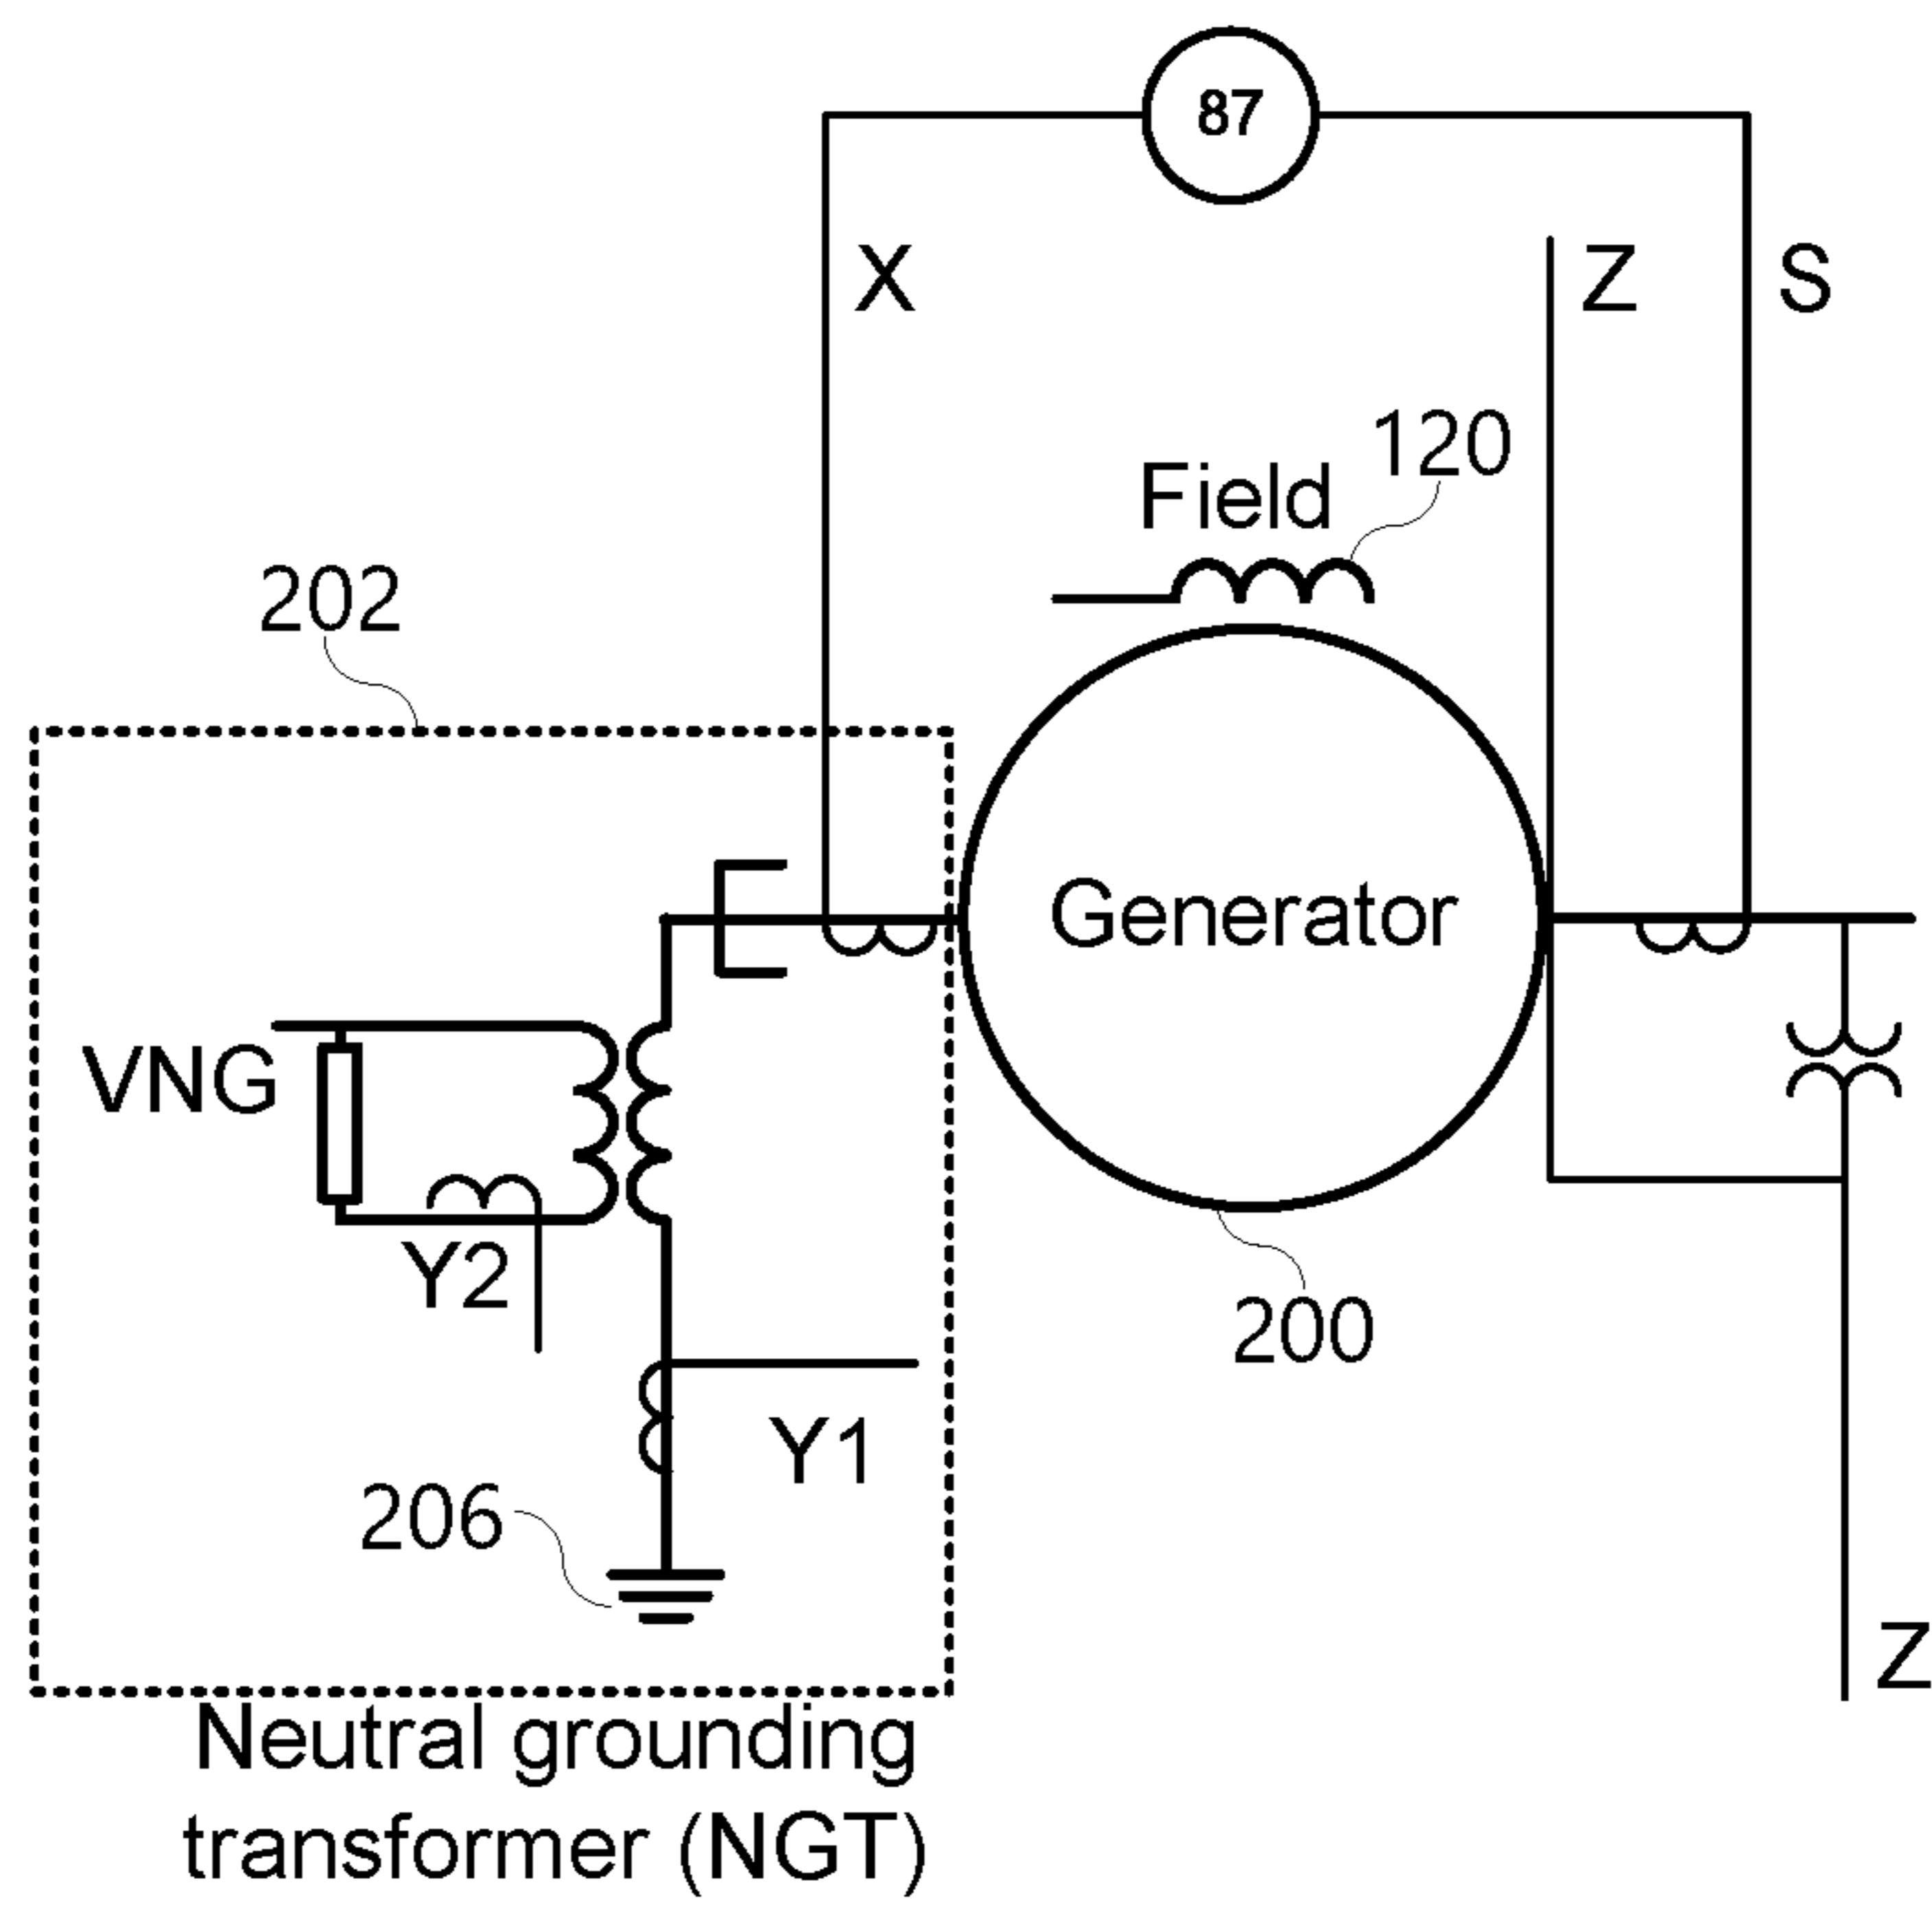 87
X
Z
S
120
Field
202
Generator
VNG
Y2
200
Y1
206
Z
Neutral grounding
transformer (NGT)